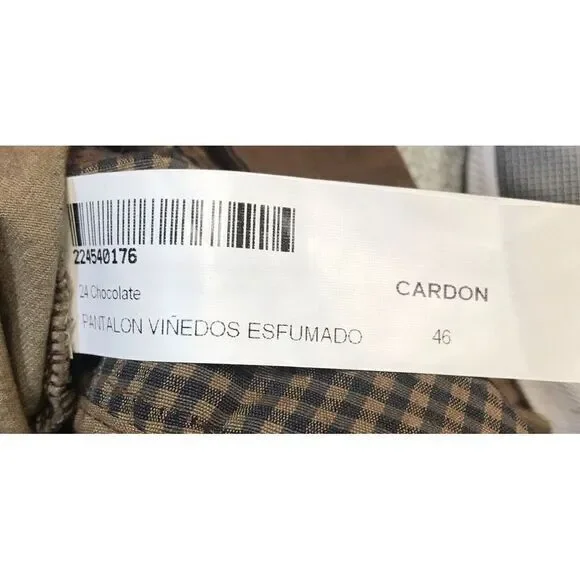 224540176
24 Chocolate
CARDON
PANTALON VIÑEDOS ESFUMADO
46